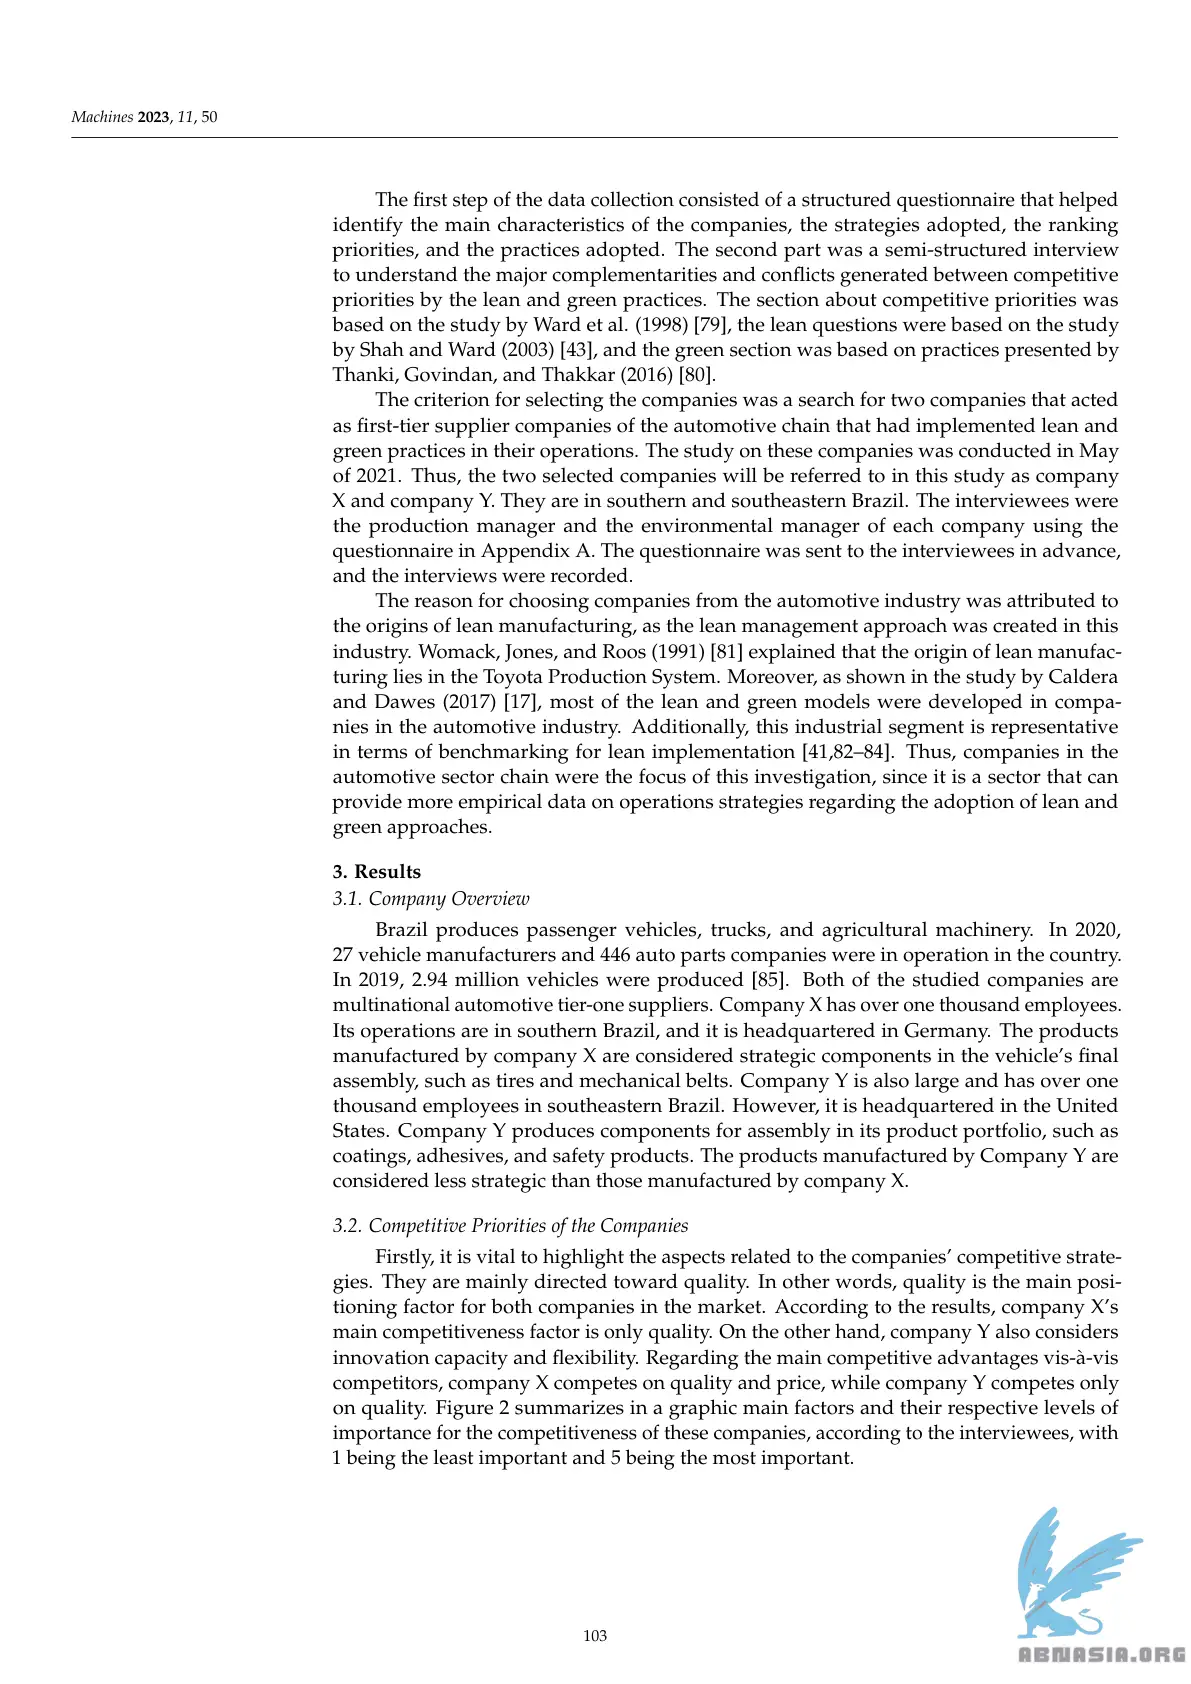 Machines 2023, 11, 50
The first step of the data collection consisted of a structured questionnaire that helped
identify the main characteristics of the companies, the strategies adopted, the ranking
priorities, and the practices adopted. The second part was a semi-structured interview
to understand the major complementarities and conflicts generated between competitive
priorities by the lean and green practices. The section about competitive priorities was
based on the study by Ward et al. (1998) [79], the lean questions were based on the study
by Shah and Ward (2003) [43], and the green section was based on practices presented by
Thanki, Govindan, and Thakkar (2016) [80].
The criterion for selecting the companies was a search for two companies that acted
as first-tier supplier companies of the automotive chain that had implemented lean and
green practices in their operations. The study on these companies was conducted in May
of 2021. Thus, the two selected companies will be referred to in this study as company
X and company Y. They are in southern and southeastern Brazil. The interviewees were
the production manager and the environmental manager of each company using the
questionnaire in Appendix A. The questionnaire was sent to the interviewees in advance,
and the interviews were recorded.
The reason for choosing companies from the automotive industry was attributed to
the origins of lean manufacturing, as the lean management approach was created in this
industry. Womack, Jones, and Roos (1991) [81] explained that the origin of lean manufac-
turing lies in the Toyota Production System. Moreover, as shown in the study by Caldera
and Dawes (2017) [17], most of the lean and green models were developed in compa-
nies in the automotive industry. Additionally, this industrial segment is representative
in terms of benchmarking for lean implementation [41,82–84]. Thus, companies in the
automotive sector chain were the focus of this investigation, since it is a sector that can
provide more empirical data on operations strategies regarding the adoption of lean and
green approaches.
3. Results
3.1. Company Overview
Brazil produces passenger vehicles, trucks, and agricultural machinery. In 2020,
27 vehicle manufacturers and 446 auto parts companies were in operation in the country.
In 2019, 2.94 million vehicles were produced [85]. Both of the studied companies are
multinational automotive tier-one suppliers. Company X has over one thousand employees.
Its operations are in southern Brazil, and it is headquartered in Germany. The products
manufactured by company X are considered strategic components in the vehicle’s final
assembly, such as tires and mechanical belts. Company Y is also large and has over one
thousand employees in southeastern Brazil. However, it is headquartered in the United
States. Company Y produces components for assembly in its product portfolio, such as
coatings, adhesives, and safety products. The products manufactured by Company Y are
considered less strategic than those manufactured by company X.
3.2. Competitive Priorities of the Companies
Firstly, it is vital to highlight the aspects related to the companies’ competitive strate-
gies. They are mainly directed toward quality. In other words, quality is the main posi-
tioning factor for both companies in the market. According to the results, company X’s
main competitiveness factor is only quality. On the other hand, company Y also considers
innovation capacity and flexibility. Regarding the main competitive advantages vis-à-vis
competitors, company X competes on quality and price, while company Y competes only
on quality. Figure 2 summarizes in a graphic main factors and their respective levels of
importance for the competitiveness of these companies, according to the interviewees, with
1 being the least important and 5 being the most important.
103
ABNASIA.ORG